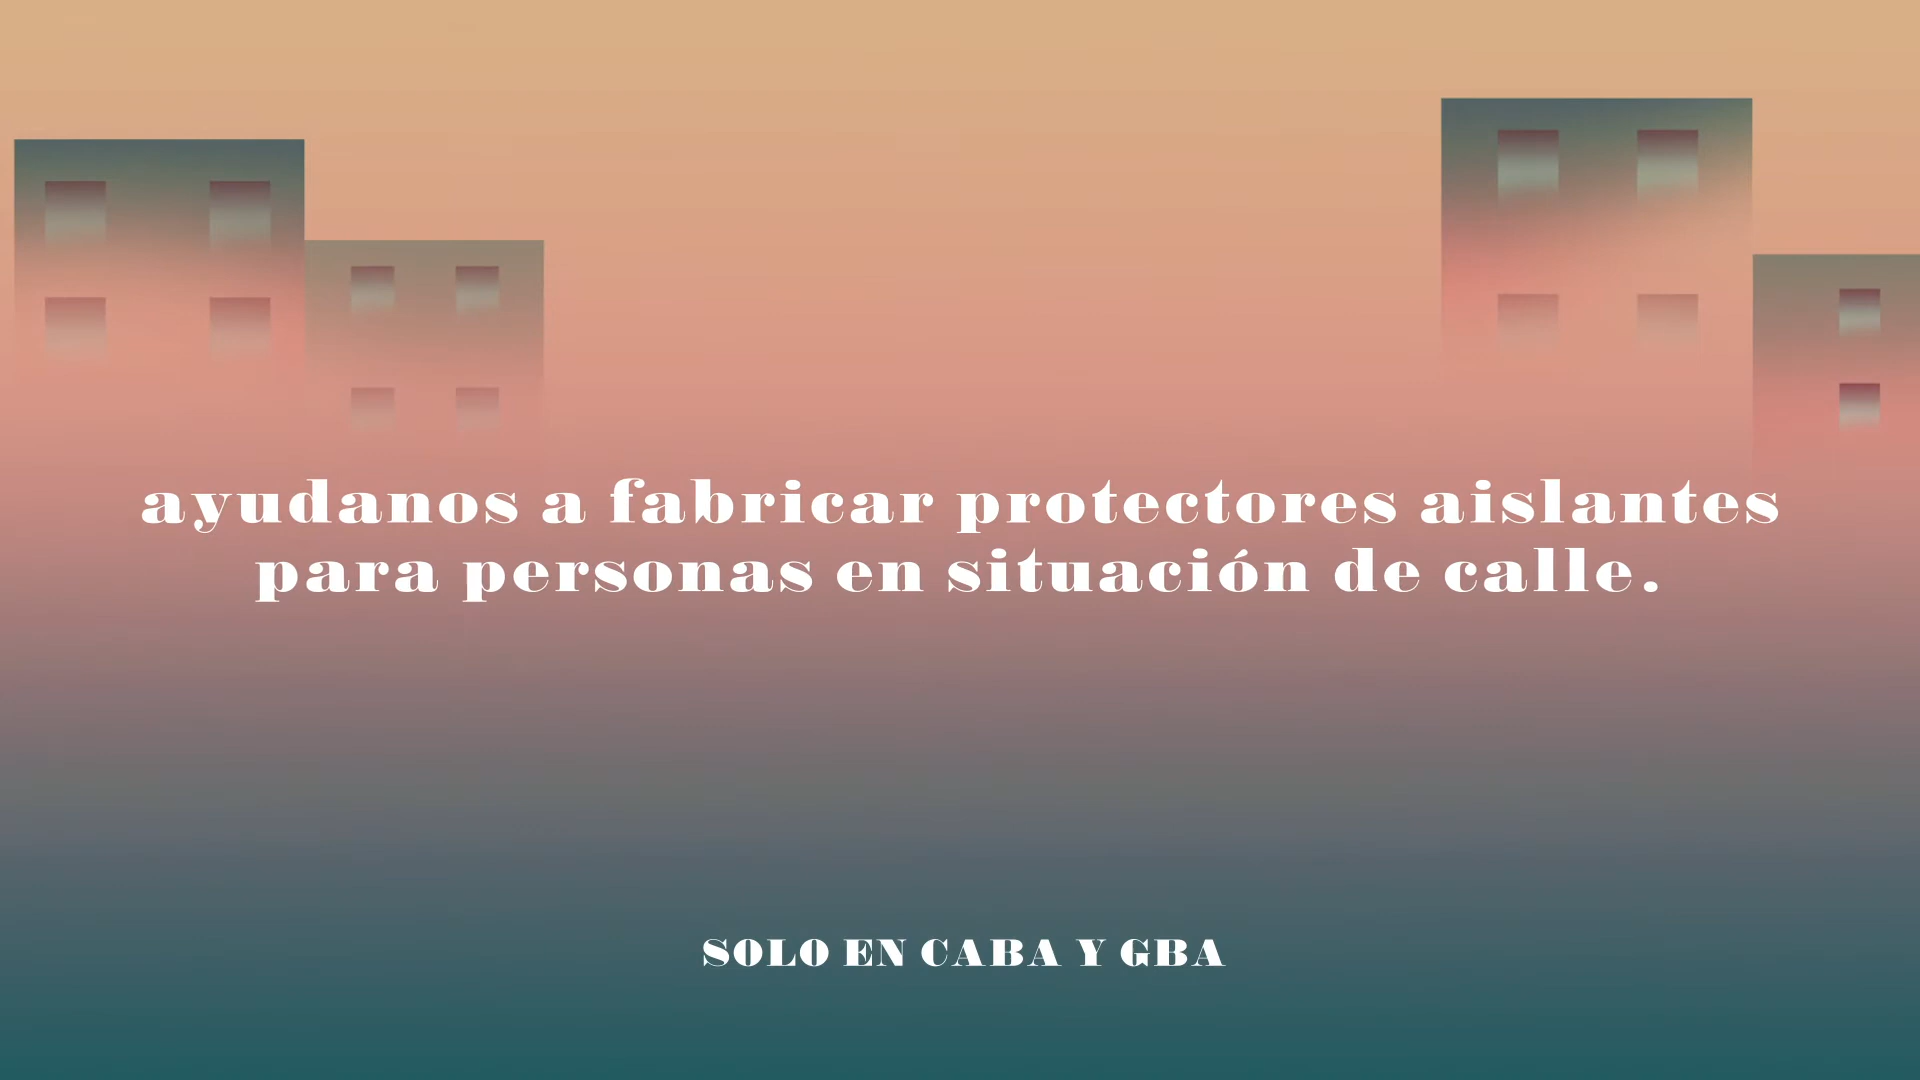 ayudanos a fabricar protectores aislantes
para personas en situación de calle.
SOLO EN CABA Y GBA